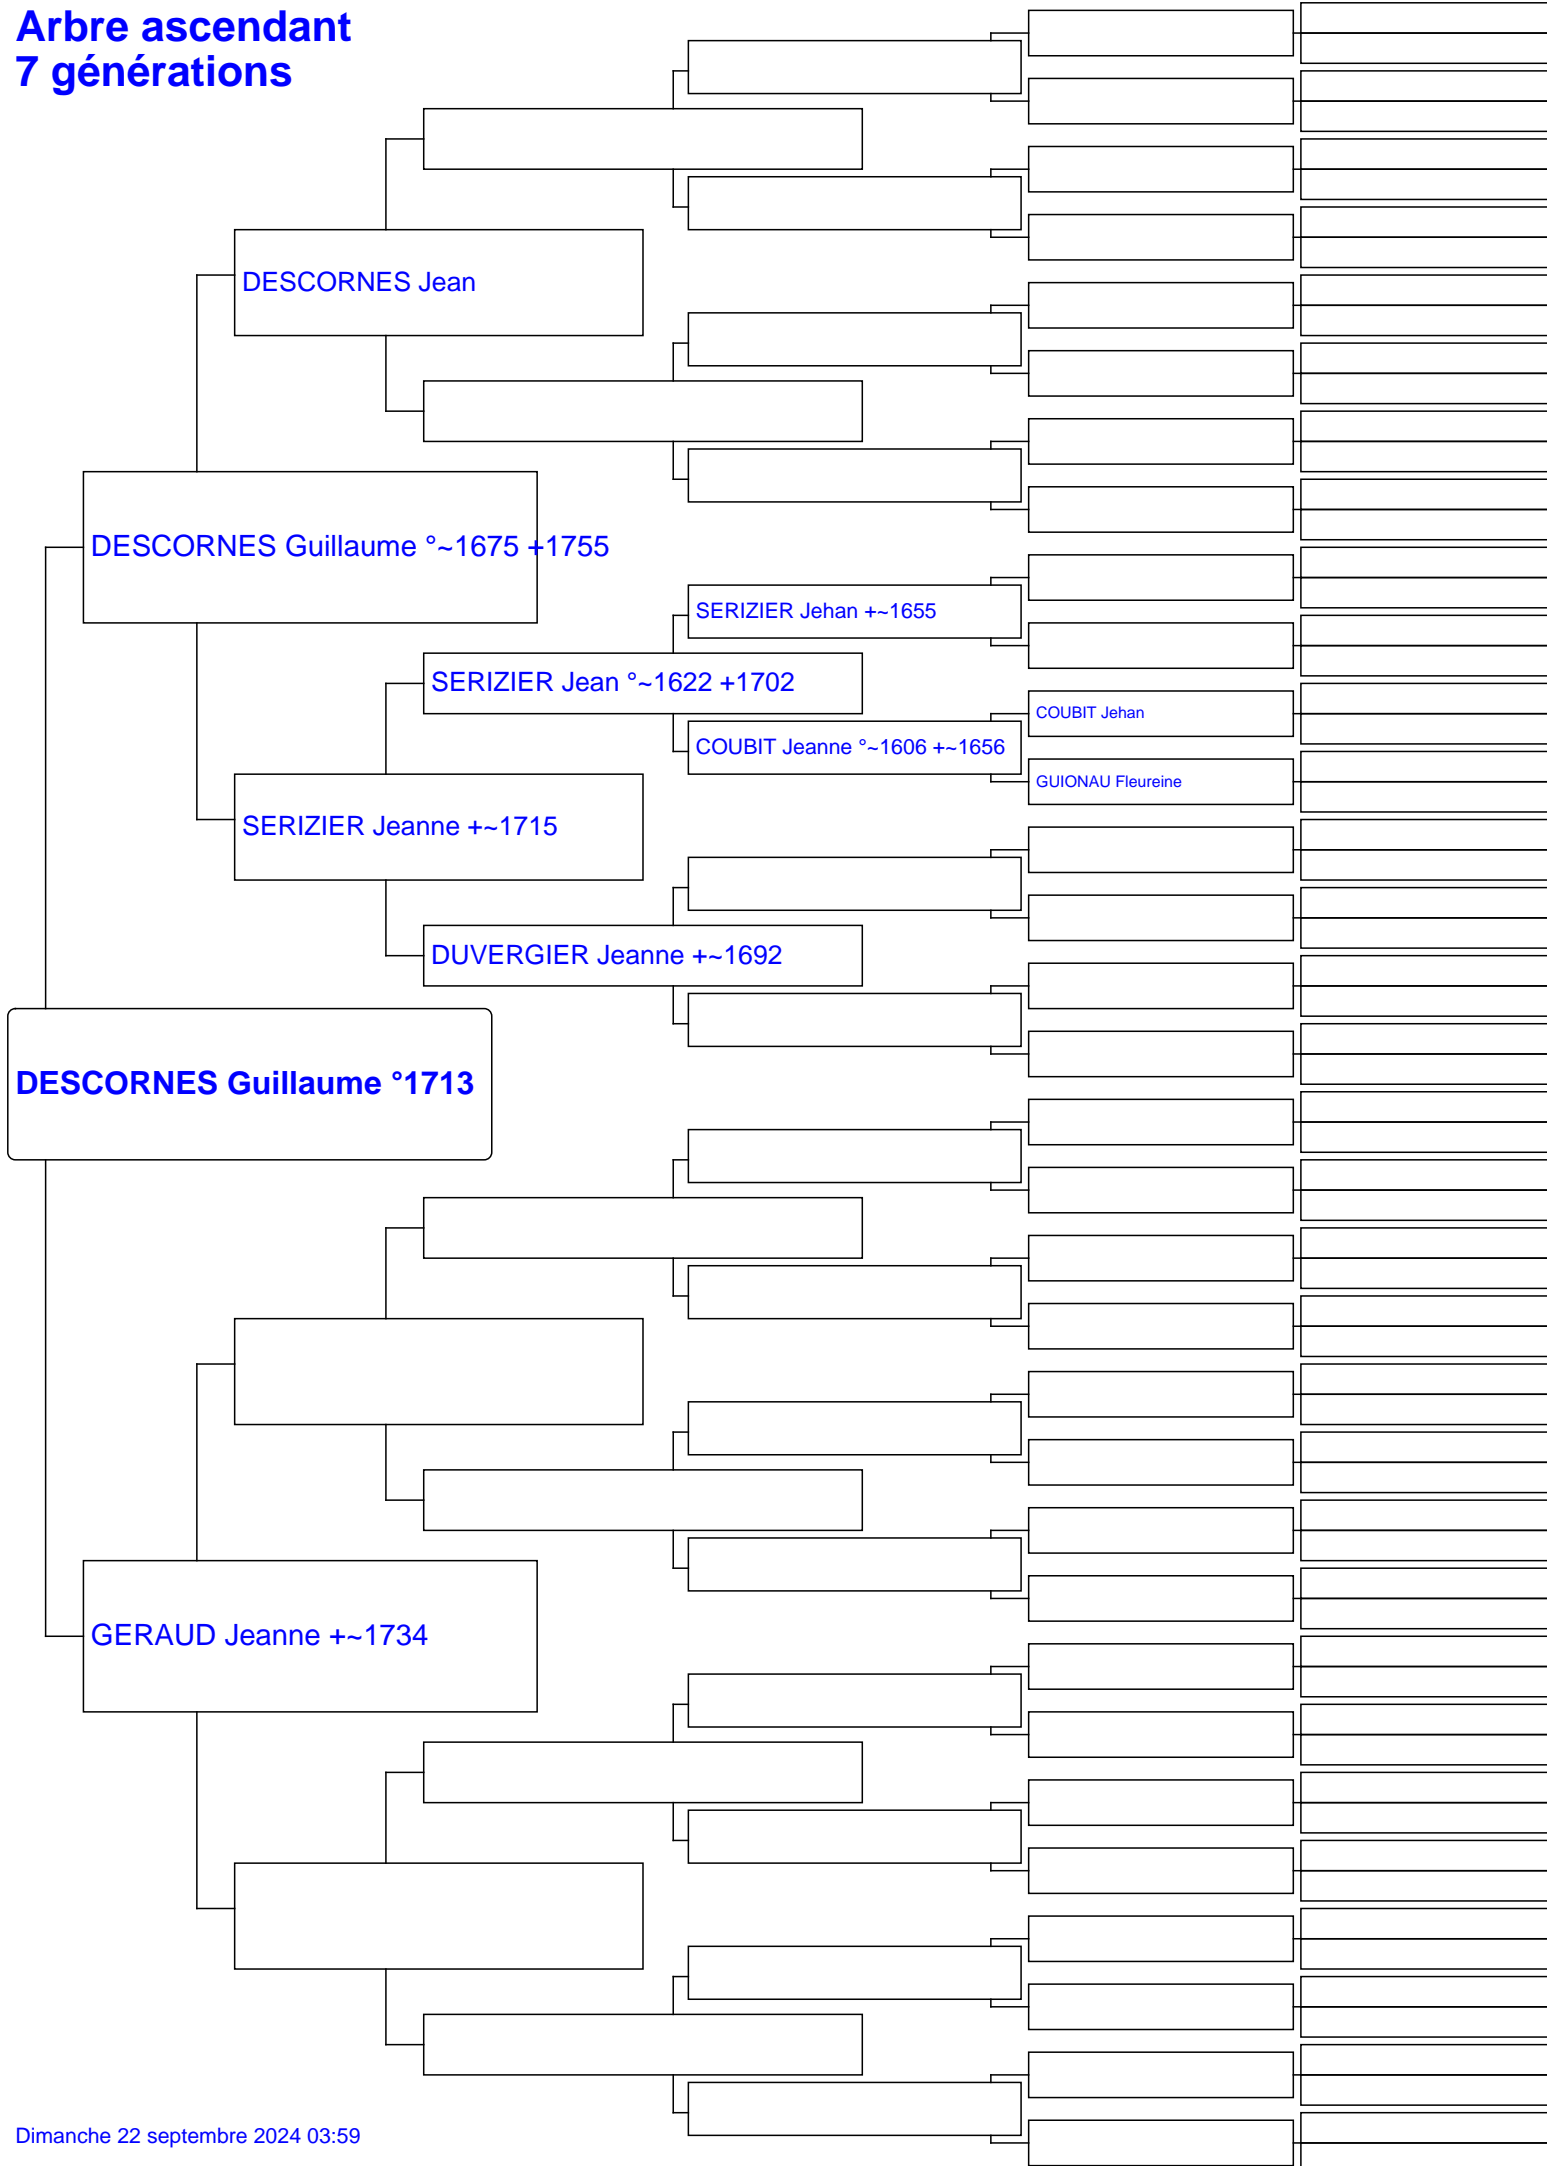 Arbre ascendant
7 générations
DESCORNES Jean
DESCORNES Guillaume °~1675 +1755
SERIZIER Jehan +~1655
SERIZIER Jean °~1622 +1702
COUBIT Jehan
COUBIT Jeanne °~1606 +~1656
GUIONAU Fleureine
SERIZIER Jeanne +~1715
DUVERGIER Jeanne +~1692
DESCORNES Guillaume °1713
GERAUD Jeanne +~1734
Dimanche 22 septembre 2024 03:59